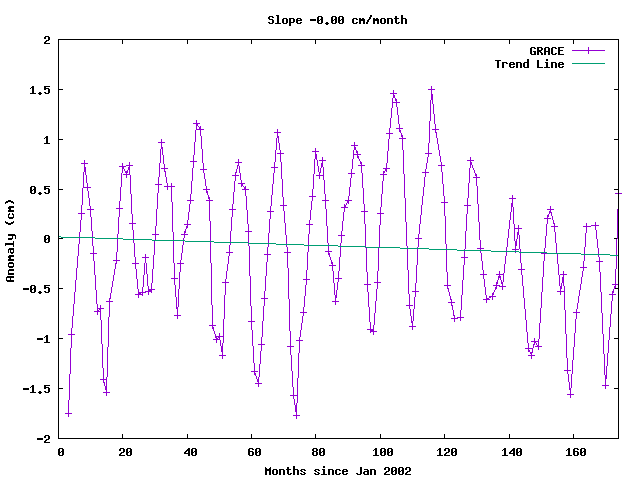 Slope -0.00 cm/month
GRACE
Trend Line
Anomaly (cm)
2
1.5
1
0.5
0
-0.5
-1
-1.5
-2
0 20 40 60 80 100 120 140 160
Months since Jan 2002